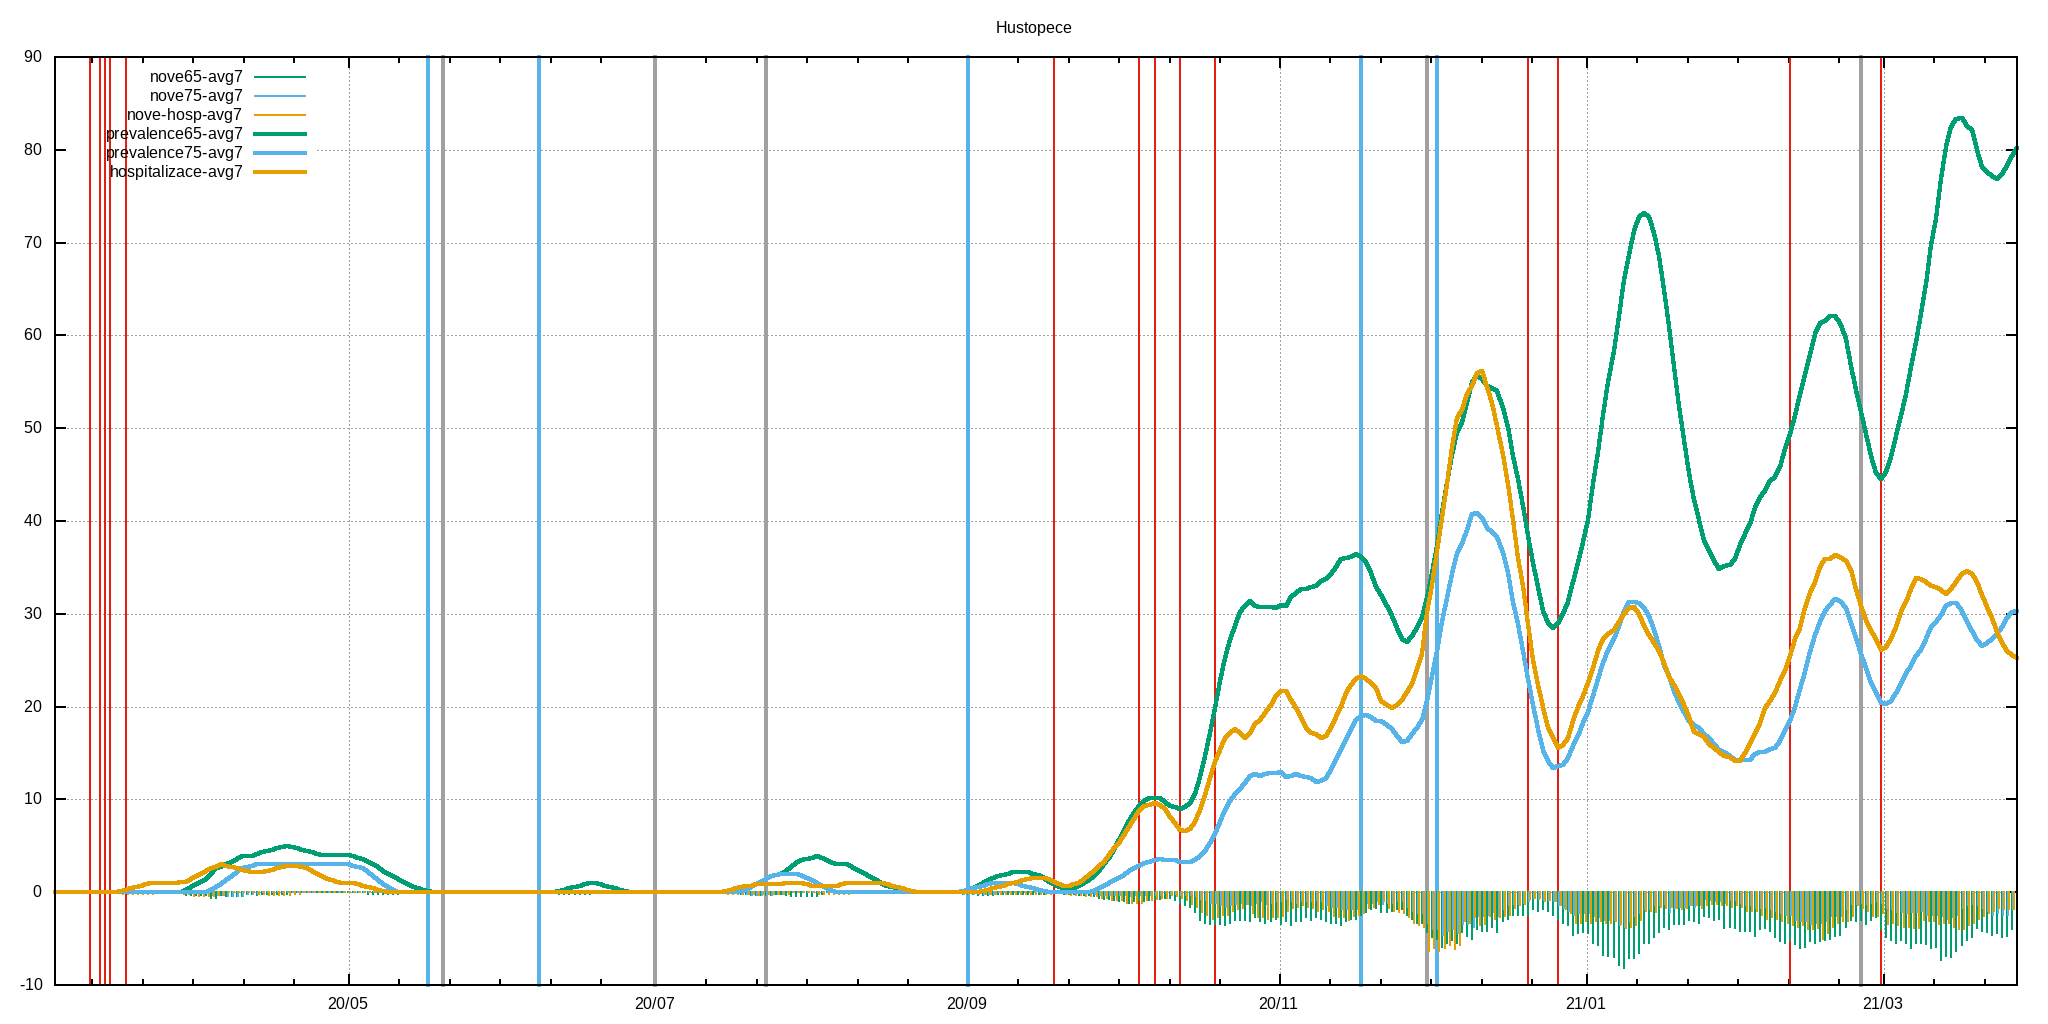 Hustopece
90
80
70
60
50
40
30
20
10
0
-10
nove65-avg7
nove75-avg7
nove-hosp-avg7
prevalence65-avg7
prevalence75-avg7
hospitalizace-avg7
20/05 20/07 20/09 20/11 21/01 21/03